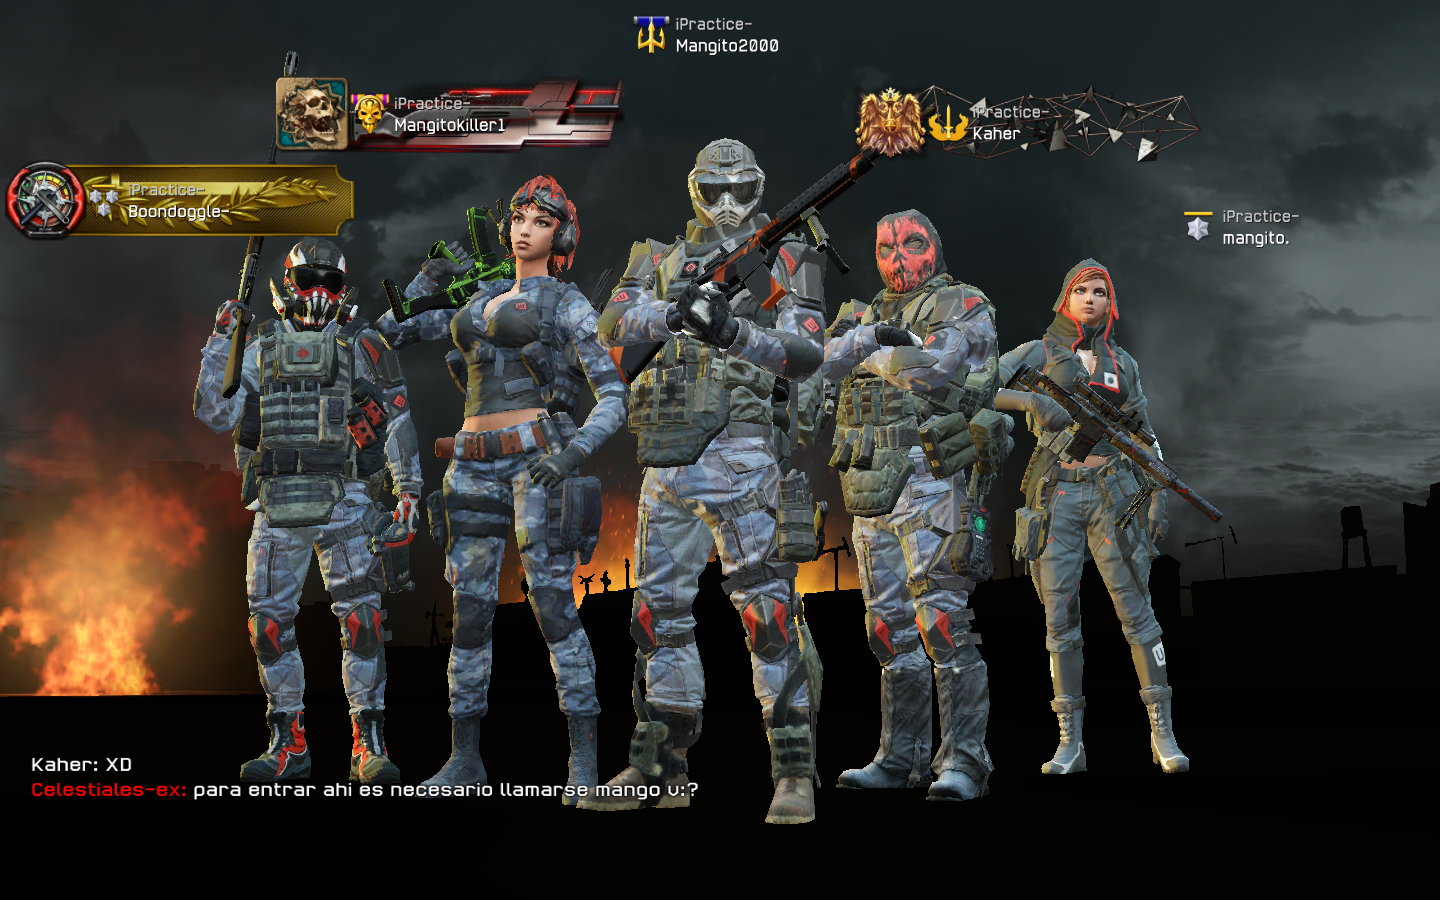 iPractice-
Mangito2000
iPractice-
Mangitokiller1
iPractice-
Kaher
iPractice-
Boondoggle-
iPractice-
mangito.
Kaher: XD
Celestiales-ex: para entrar ahi es necesario llamarse mango v:?